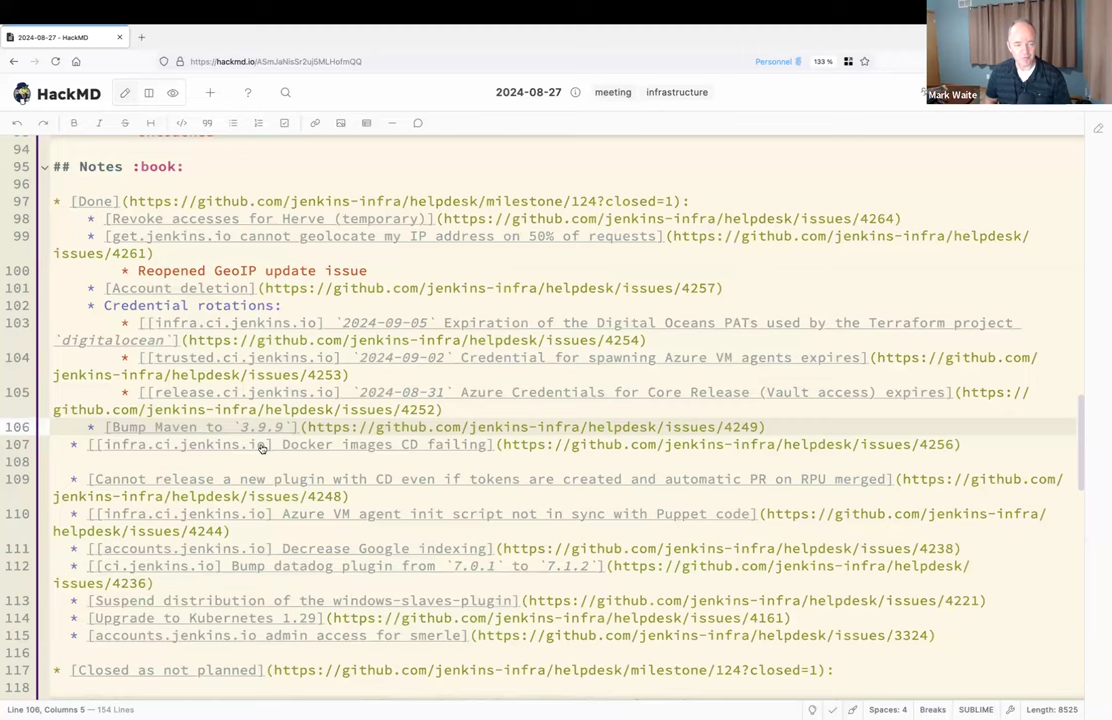 2024-08-27 - HackMD
https://hackmd.io/ASmJaNisSr2uj5MLHofmQQ
Personnel
133 %
HackMD
2024-08-27
meeting
infrastructure
Mark Waite
94
95 ## Notes :book:
96
97 * [Done](https://github.com/jenkins-infra/helpdesk/milestone/124?closed=1):
98 * [Revoke accesses for Herve (temporary)](https://github.com/jenkins-infra/helpdesk/issues/4264)
99 * [get.jenkins.io cannot geolocate my IP address on 50% of requests](https://github.com/jenkins-infra/helpdesk/
issues/4261)
100 * Reopened GeoIP update issue
101 * [Account deletion](https://github.com/jenkins-infra/helpdesk/issues/4257)
102 * Credential rotations:
103 * [[infra.ci.jenkins.io] `2024-09-05` Expiration of the Digital Oceans PATs used by the Terraform project
`digitalocean`](https://github.com/jenkins-infra/helpdesk/issues/4254)
104 * [[trusted.ci.jenkins.io] `2024-09-02` Credential for spawning Azure VM agents expires](https://github.com/
jenkins-infra/helpdesk/issues/4253)
105 * [[release.ci.jenkins.io] `2024-08-31` Azure Credentials for Core Release (Vault access) expires](https://
github.com/jenkins-infra/helpdesk/issues/4252)
106 * [Bump Maven to `3.9.9`](https://github.com/jenkins-infra/helpdesk/issues/4249)
107 * [[infra.ci.jenkins.io] Docker images CD failing](https://github.com/jenkins-infra/helpdesk/issues/4256)
108
109 * [Cannot release a new plugin with CD even if tokens are created and automatic PR on RPU merged](https://github.com/
jenkins-infra/helpdesk/issues/4248)
110 * [[infra.ci.jenkins.io] Azure VM agent init script not in sync with Puppet code](https://github.com/jenkins-infra/
helpdesk/issues/4244)
111 * [[accounts.jenkins.io] Decrease Google indexing](https://github.com/jenkins-infra/helpdesk/issues/4238)
112 * [[ci.jenkins.io] Bump datadog plugin from `7.0.1` to `7.1.2`](https://github.com/jenkins-infra/helpdesk/
issues/4236)
113 * [Suspend distribution of the windows-slaves-plugin](https://github.com/jenkins-infra/helpdesk/issues/4221)
114 * [Upgrade to Kubernetes 1.29](https://github.com/jenkins-infra/helpdesk/issues/4161)
115 * [accounts.jenkins.io admin access for smerle](https://github.com/jenkins-infra/helpdesk/issues/3324)
116
117 * [Closed as not planned](https://github.com/jenkins-infra/helpdesk/milestone/124?closed=1):
118
Line 106, Columns 5 — 154 Lines
Spaces: 4
Breaks
SUBLIME
Length: 8525